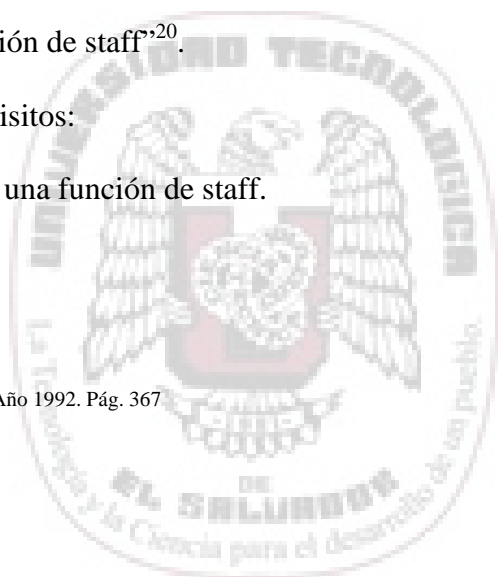 ión de staff”20.
isitos:
una función de staff.
Año 1992. Pág. 367
UNIVERSIDAD TECNOLOGICA
DE
EL SALVADOR
La Tecnología y la Ciencia para el desarrollo de un pueblo.